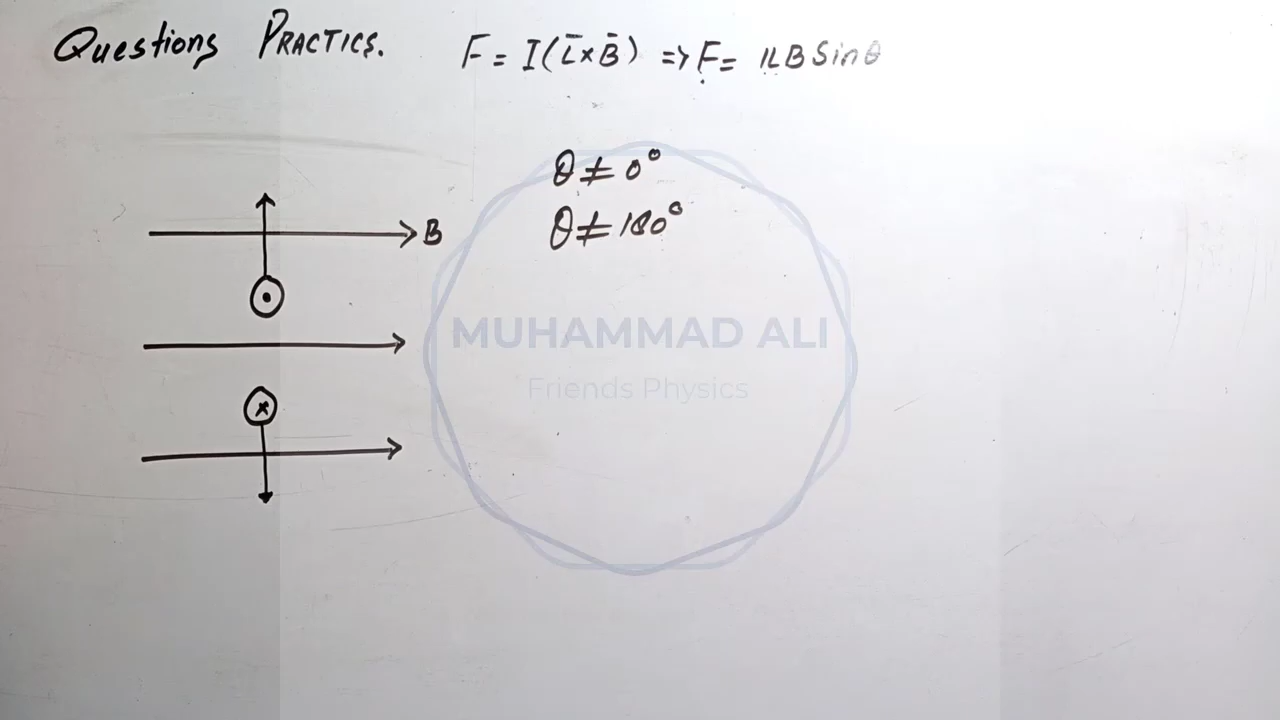 Questions PRACTICS. F = I(L̄×B̄) => F = ILB Sinθ
θ ≠ 0°
θ ≠ 180°
B
MUHAMMAD ALI
Friends Physics